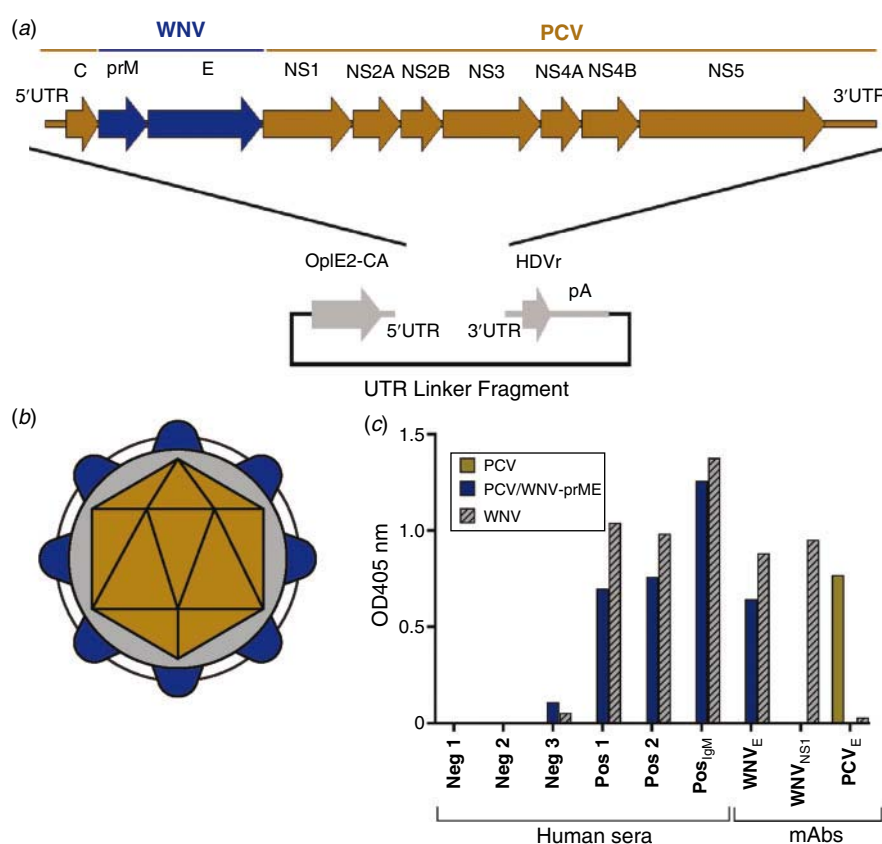 (a)
WNV PCV
C prM E NS1 NS2A NS2B NS3 NS4A NS4B NS5
5′UTR 3′UTR
OpIE2-CA HDVr
pA
5′UTR 3′UTR
UTR Linker Fragment
(b)
(c)
1.5
1.0
0.5
0
OD405 nm
PCV
PCV/WNV-prME
WNV
Neg 1
Neg 2
Neg 3
Pos 1
Pos 2
PosIgM
WNVE
WNVNS1
PCVE
Human sera mAbs